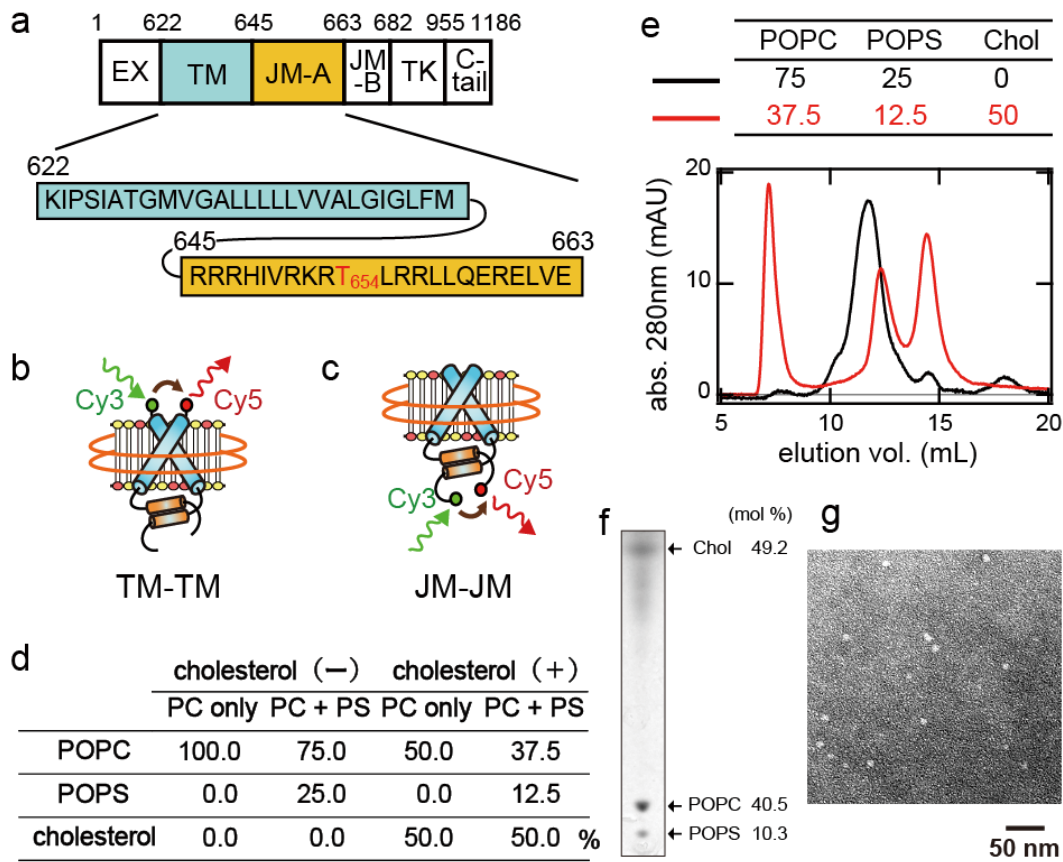 a
1 622 645 663 682 955 1186
EX TM JM-A JM-B TK C-tail
622
KIPSIATGMVGALLLLLVVALGIGLFM
645 663
RRRHIVRKRT654LRRLLQERELVE
b
Cy3 Cy5
TM-TM
c
Cy3 Cy5
JM-JM
d
cholesterol (—) cholesterol (+)
PC only PC + PS PC only PC + PS
POPC 100.0 75.0 50.0 37.5
POPS 0.0 25.0 0.0 12.5
cholesterol 0.0 0.0 50.0 50.0 %
e
POPC POPS Chol
75 25 0
37.5 12.5 50
abs. 280nm (mAU)
20
10
0
5 10 15 20
elution vol. (mL)
f
(mol %)
Chol 49.2
POPC 40.5
POPS 10.3
g
50 nm